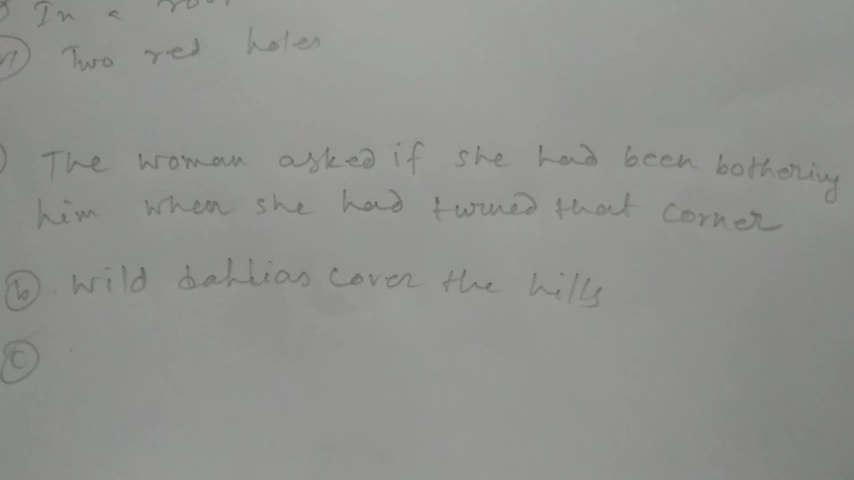 In a
vi) Two red holes
) The woman asked if she had been bothering
him when she had turned that corner
(b) Wild dahlias cover the hills
(c)